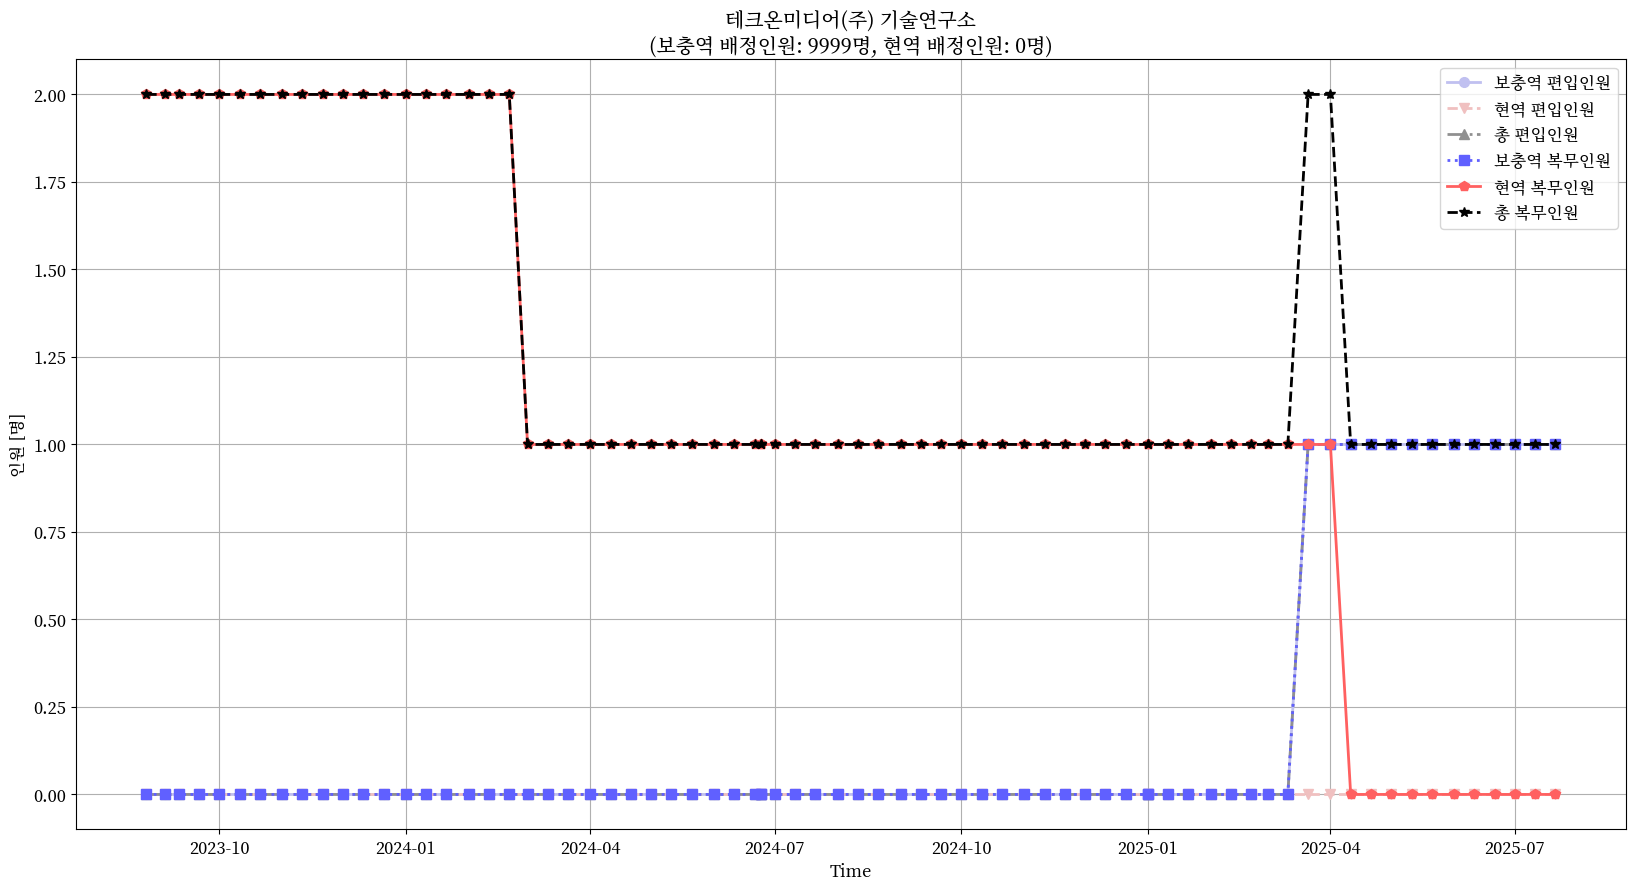 테크온미디어(주) 기술연구소
(보충역 배정인원: 9999명, 현역 배정인원: 0명)
보충역 편입인원
현역 편입인원
총 편입인원
보충역 복무인원
현역 복무인원
총 복무인원
2.00
1.75
1.50
1.25
1.00
0.75
0.50
0.25
0.00
인원 [명]
2023-10
2024-01
2024-04
2024-07
2024-10
2025-01
2025-04
2025-07
Time